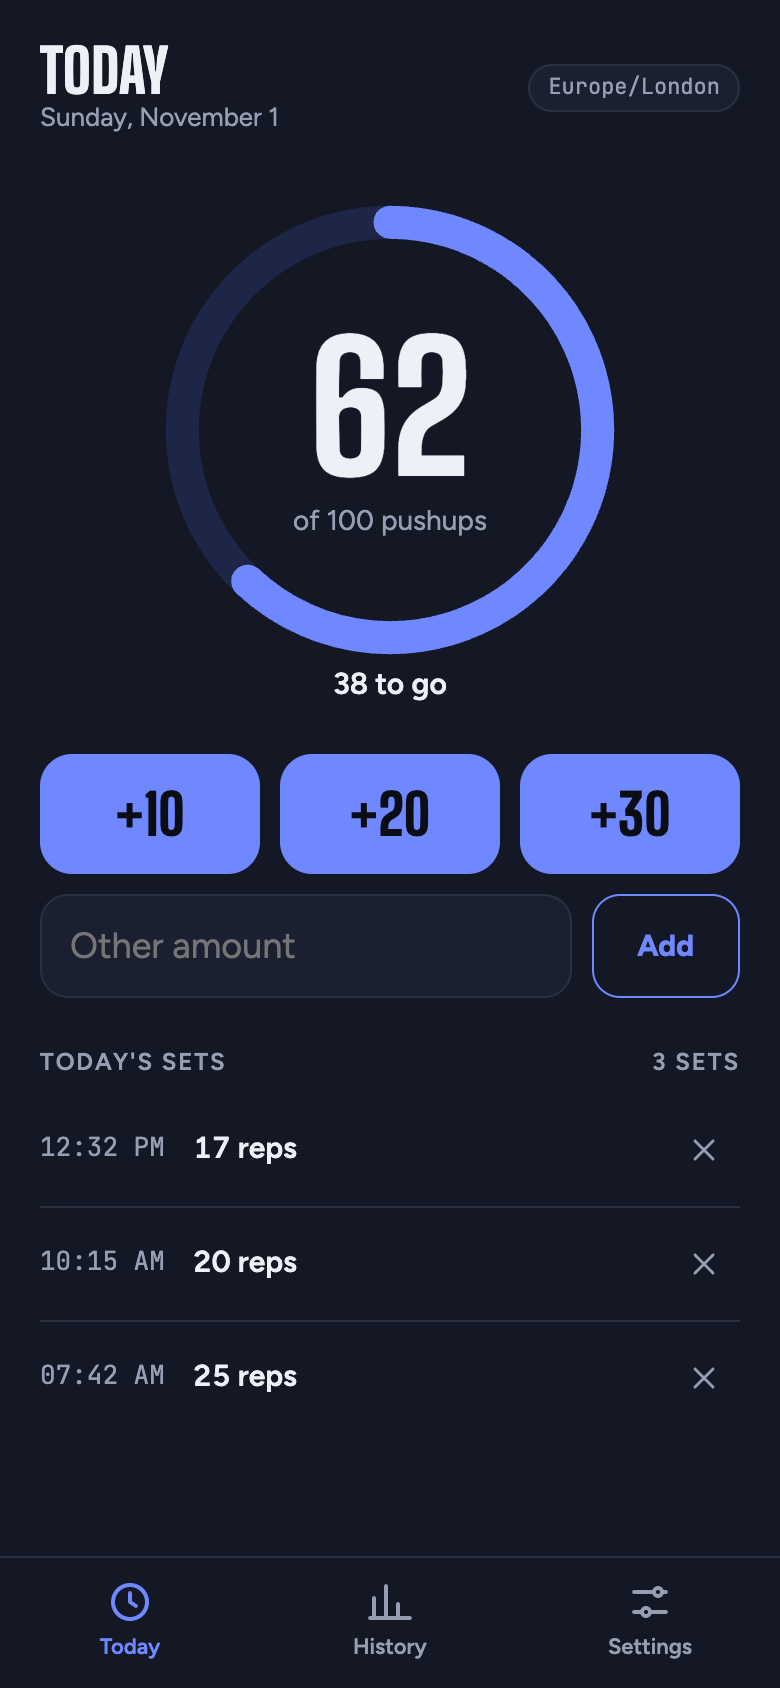 TODAY
Sunday, November 1
Europe/London
62
of 100 pushups
38 to go
+10 +20 +30
Other amount Add
TODAY'S SETS 3 SETS
12:32 PM 17 reps
10:15 AM 20 reps
07:42 AM 25 reps
Today History Settings